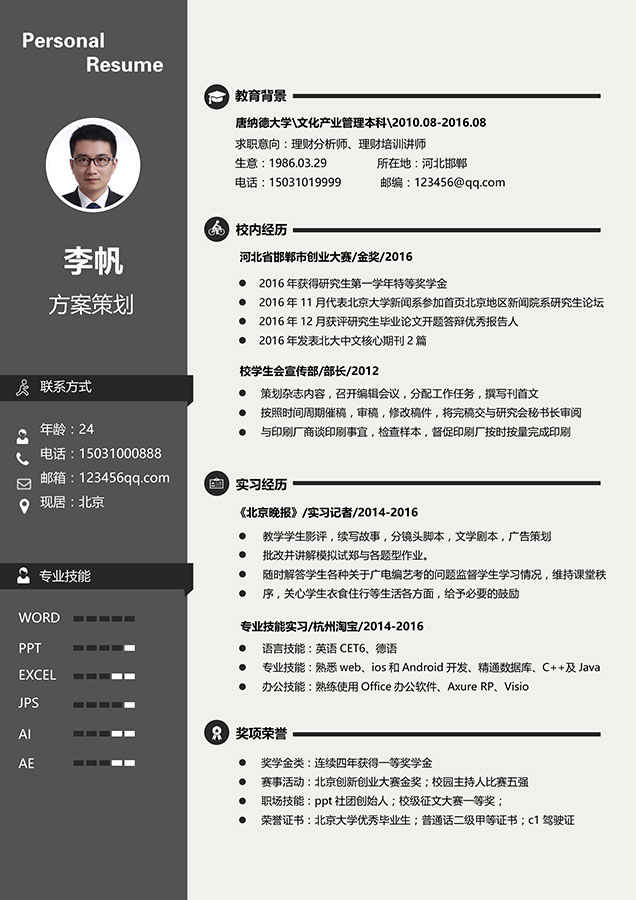 Personal
Resume
李帆
方案策划
联系方式
年龄：24
电话：15031000888
邮箱：123456qq.com
现居：北京
专业技能
WORD
PPT
EXCEL
JPS
AI
AE
教育背景
唐纳德大学\文化产业管理本科\2010.08-2016.08
求职意向：理财分析师、理财培训讲师
生意：1986.03.29 所在地：河北邯郸
电话：15031019999 邮编：123456@qq.com
校内经历
河北省邯郸市创业大赛/金奖/2016
2016 年获得研究生第一学年特等奖学金
2016 年 11 月代表北京大学新闻系参加首页北京地区新闻院系研究生论坛
2016 年 12 月获评研究生毕业论文开题答辩优秀报告人
2016 年发表北大中文核心期刊 2 篇
校学生会宣传部/部长/2012
策划杂志内容，召开编辑会议，分配工作任务，撰写刊首文
按照时间周期催稿，审稿，修改稿件，将完稿交与研究会秘书长审阅
与印刷厂商谈印刷事宜，检查样本，督促印刷厂按时按量完成印刷
实习经历
《北京晚报》/实习记者/2014-2016
教学学生影评，续写故事，分镜头脚本，文学剧本，广告策划
批改并讲解模拟试郑与各题型作业。
随时解答学生各种关于广电编艺考的问题监督学生学习情况，维持课堂秩
序，关心学生衣食住行等生活各方面，给予必要的鼓励
专业技能实习/杭州淘宝/2014-2016
语言技能：英语 CET6、德语
专业技能：熟悉 web、ios 和 Android 开发、精通数据库、C++及 Java
办公技能：熟练使用 Office 办公软件、Axure RP、Visio
奖项荣誉
奖学金类：连续四年获得一等奖学金
赛事活动：北京创新创业大赛金奖；校园主持人比赛五强
职场技能：ppt 社团创始人；校级征文大赛一等奖；
荣誉证书：北京大学优秀毕业生；普通话二级甲等证书；c1 驾驶证